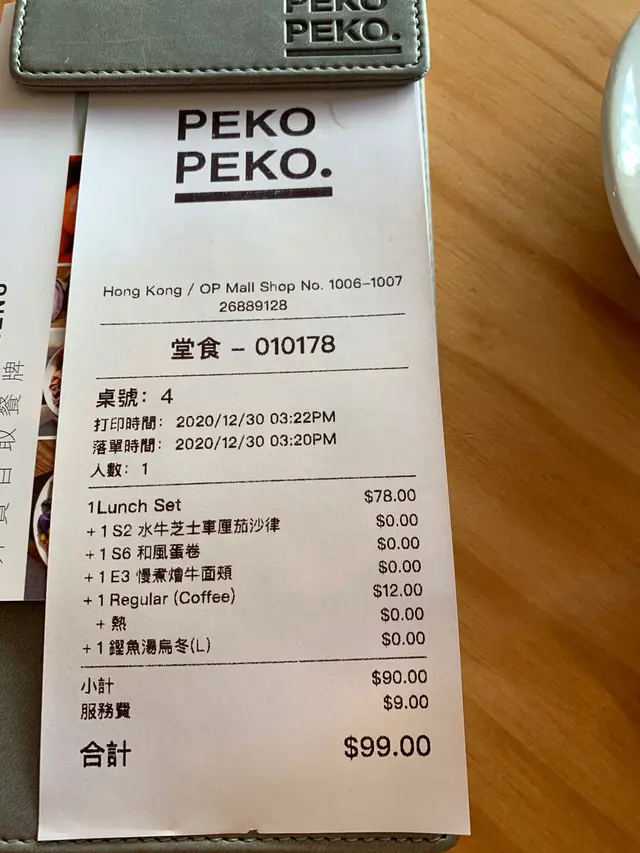 PEKO
PEKO.
PEKO
PEKO.
Hong Kong / OP Mall Shop No. 1006-1007
26889128
堂食 - 010178
桌號: 4
打印時間: 2020/12/30 03:22PM
落單時間: 2020/12/30 03:20PM
人數: 1
1Lunch Set $78.00
+1 S2 水牛芝士車厘茄沙律 $0.00
+1 S6 和風蛋卷 $0.00
+1 E3 慢煮燴牛面頰 $0.00
+1 Regular (Coffee) $12.00
+ 熱 $0.00
+1 鰹魚湯烏冬(L) $0.00
小計 $90.00
服務費 $9.00
合計 $99.00
自取餐牌